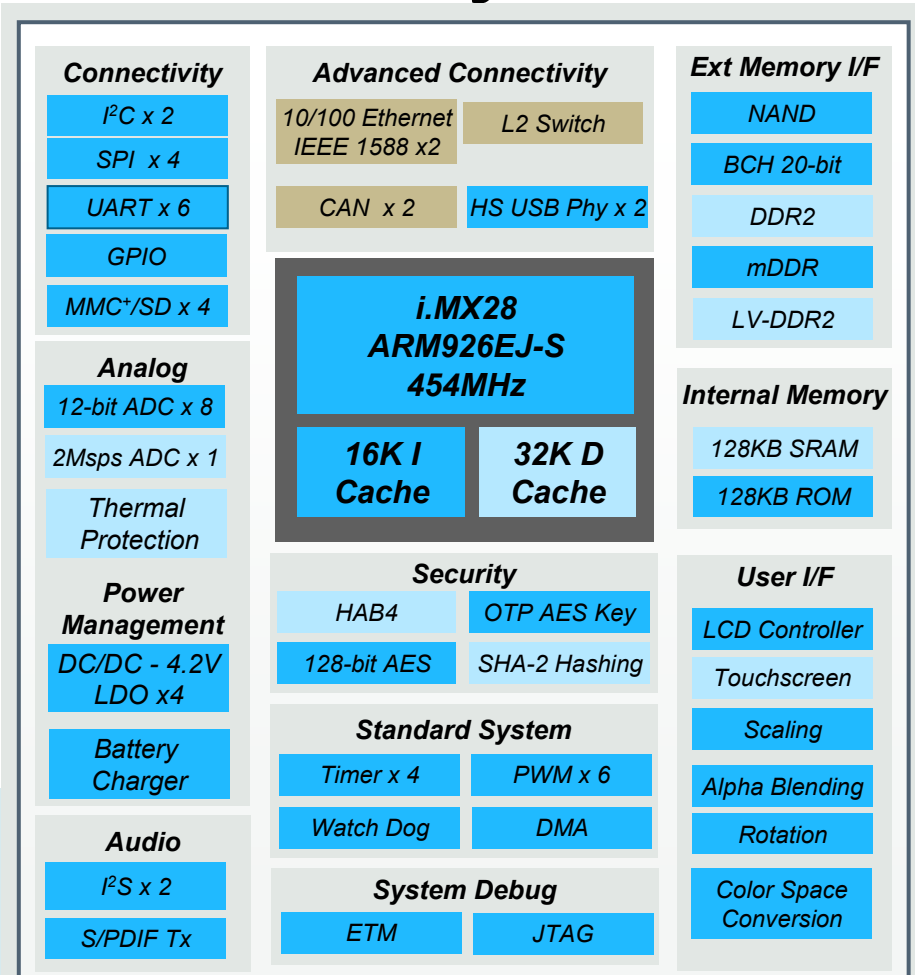 Connectivity
I²C x 2
SPI x 4
UART x 6
GPIO
MMC⁺/SD x 4
Analog
12-bit ADC x 8
2Msps ADC x 1
Thermal
Protection
Power
Management
DC/DC - 4.2V
LDO x4
Battery
Charger
Audio
I²S x 2
S/PDIF Tx
Advanced Connectivity
10/100 Ethernet
IEEE 1588 x2
L2 Switch
CAN x 2
HS USB Phy x 2
i.MX28
ARM926EJ-S
454MHz
16K I
Cache
32K D
Cache
Security
HAB4
OTP AES Key
128-bit AES
SHA-2 Hashing
Standard System
Timer x 4
PWM x 6
Watch Dog
DMA
System Debug
ETM
JTAG
Ext Memory I/F
NAND
BCH 20-bit
DDR2
mDDR
LV-DDR2
Internal Memory
128KB SRAM
128KB ROM
User I/F
LCD Controller
Touchscreen
Scaling
Alpha Blending
Rotation
Color Space
Conversion